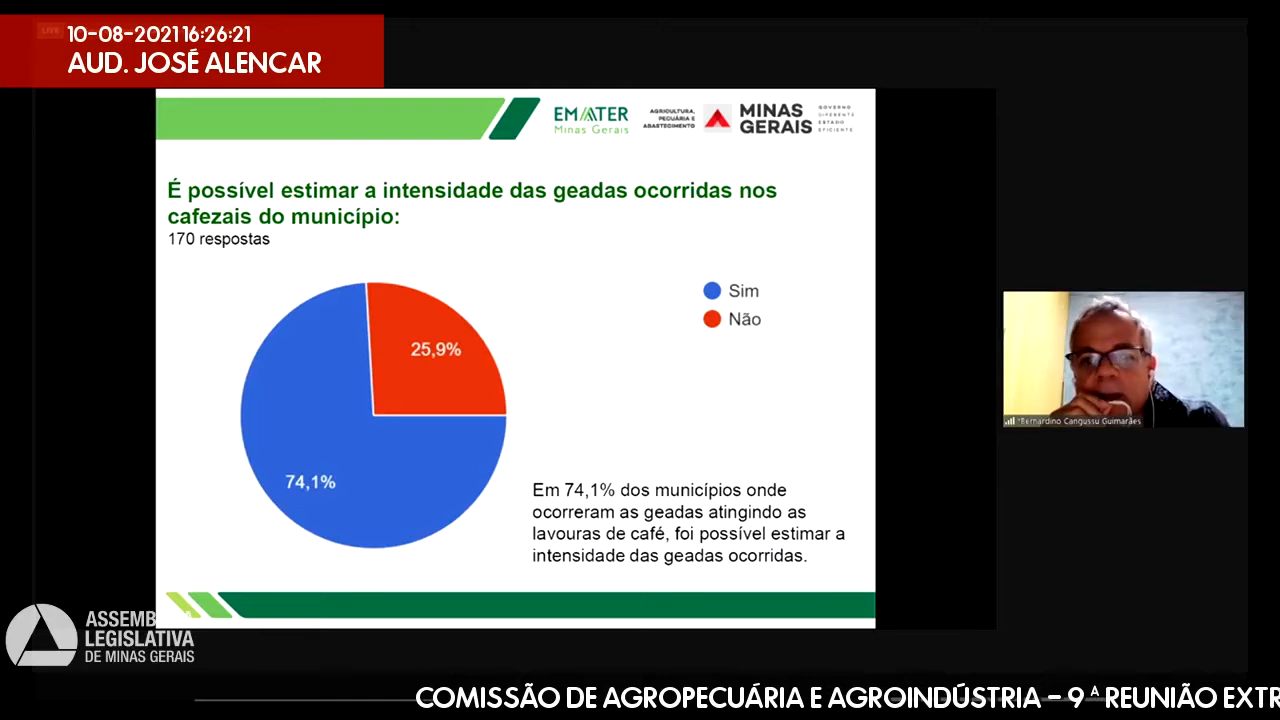 LIVE
10-08-2021 16:26:21
AUD. JOSÉ ALENCAR
EMATER
Minas Gerais
AGRICULTURA,
PECUÁRIA E
ABASTECIMENTO
MINAS
GERAIS
GOVERNO
DIFERENTE
ESTADO
EFICIENTE
É possível estimar a intensidade das geadas ocorridas nos
cafezais do município:
170 respostas
Sim
Não
25,9%
74,1%
Em 74,1% dos municípios onde
ocorreram as geadas atingindo as
lavouras de café, foi possível estimar a
intensidade das geadas ocorridas.
*Bernardino Cangussu Guimarães
ASSEMBLEIA
LEGISLATIVA
DE MINAS GERAIS
COMISSÃO DE AGROPECUÁRIA E AGROINDÚSTRIA – 9ª REUNIÃO EXTR